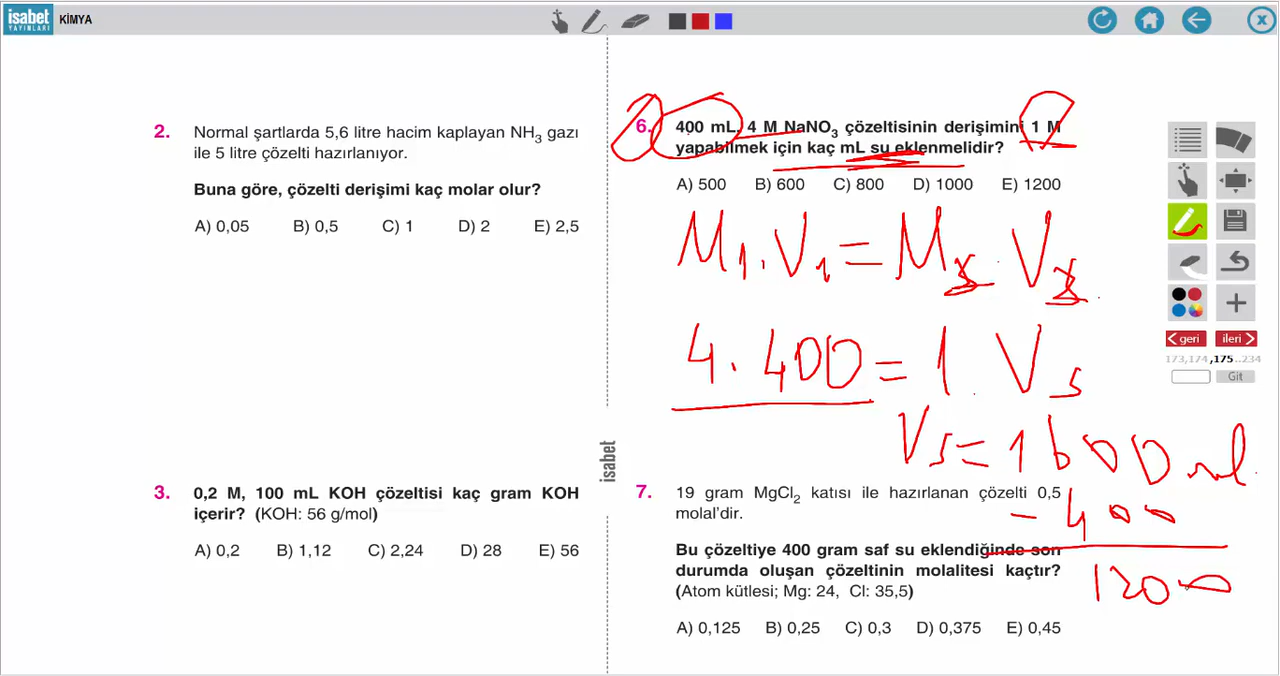 isabet
YAYINLARI
KİMYA
2. Normal şartlarda 5,6 litre hacim kaplayan NH₃ gazı
ile 5 litre çözelti hazırlanıyor.
Buna göre, çözelti derişimi kaç molar olur?
A) 0,05 B) 0,5 C) 1 D) 2 E) 2,5
3. 0,2 M, 100 mL KOH çözeltisi kaç gram KOH
içerir? (KOH: 56 g/mol)
A) 0,2 B) 1,12 C) 2,24 D) 28 E) 56
isabet
6. 400 mL, 4 M NaNO₃ çözeltisinin derişimini 1 M
yapabilmek için kaç mL su eklenmelidir?
A) 500 B) 600 C) 800 D) 1000 E) 1200
M₁.V₁ = Mₛ.Vₛ
4.400 = 1.Vₛ
Vₛ = 1600 ml
- 400
1200
7. 19 gram MgCl₂ katısı ile hazırlanan çözelti 0,5
molal'dir.
Bu çözeltiye 400 gram saf su eklendiğinde son
durumda oluşan çözeltinin molalitesi kaçtır?
(Atom kütlesi; Mg: 24, Cl: 35,5)
A) 0,125 B) 0,25 C) 0,3 D) 0,375 E) 0,45
geri ileri
173,174,175..234
Git